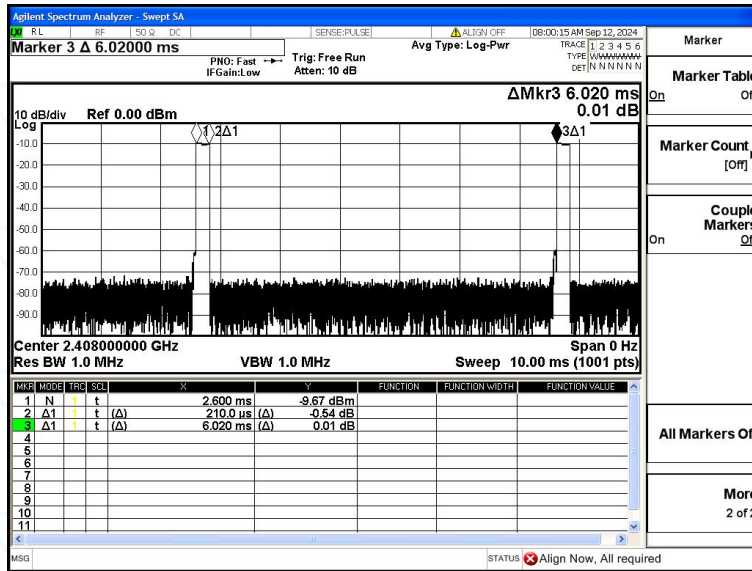 Agilent Spectrum Analyzer - Swept SA
RL RF 50 Ω DC SENSE:PULSE ALIGN OFF 08:00:15 AM Sep 12, 2024
Marker 3 Δ 6.02000 ms
PNO: Fast
IFGain:Low
Trig: Free Run
Atten: 10 dB
Avg Type: Log-Pwr
TRACE 1 2 3 4 5 6
TYPE
DET N N N N N N
ΔMkr3 6.020 ms
0.01 dB
10 dB/div Ref 0.00 dBm
Log
1 2Δ1 3Δ1
-10.0
-20.0
-30.0
-40.0
-50.0
-60.0
-70.0
-80.0
-90.0
Center 2.408000000 GHz Span 0 Hz
Res BW 1.0 MHz VBW 1.0 MHz Sweep 10.00 ms (1001 pts)
MKR MODE TRC SCL X Y FUNCTION FUNCTION WIDTH FUNCTION VALUE
1 N 1 t 2.600 ms -9.67 dBm
2 Δ1 1 t (Δ) 210.0 µs (Δ) -0.54 dB
3 Δ1 1 t (Δ) 6.020 ms (Δ) 0.01 dB
4
5
6
7
8
9
10
11
MSG STATUS Align Now, All required
Marker
Marker Table
On Of
Marker Count
[Off]
Couple
Markers
On Of
All Markers Of
More
2 of 2